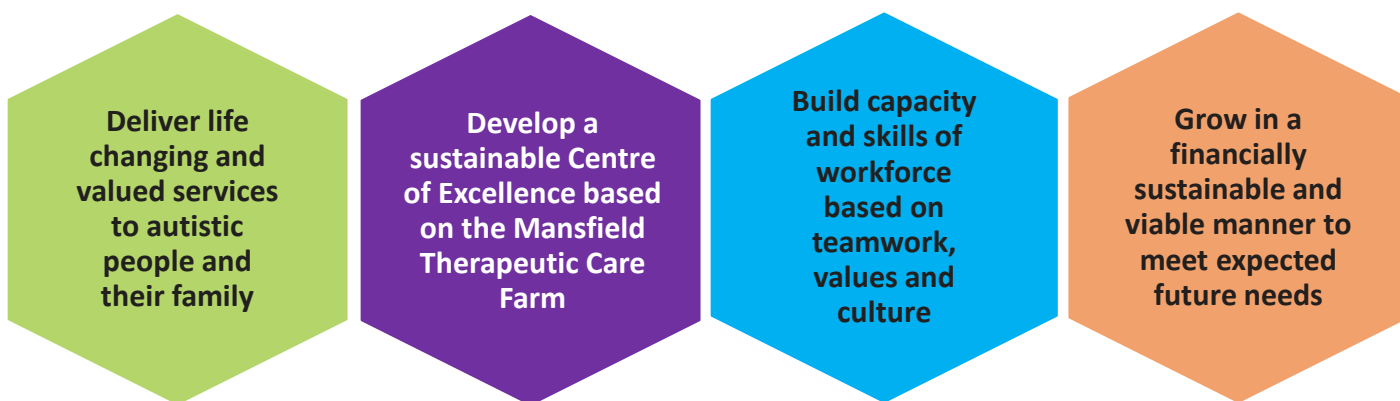 Deliver life
changing and
valued services
to autistic
people and
their family
Develop a
sustainable Centre
of Excellence based
on the Mansfield
Therapeutic Care
Farm
Build capacity
and skills of
workforce
based on
teamwork,
values and
culture
Grow in a
financially
sustainable and
viable manner to
meet expected
future needs